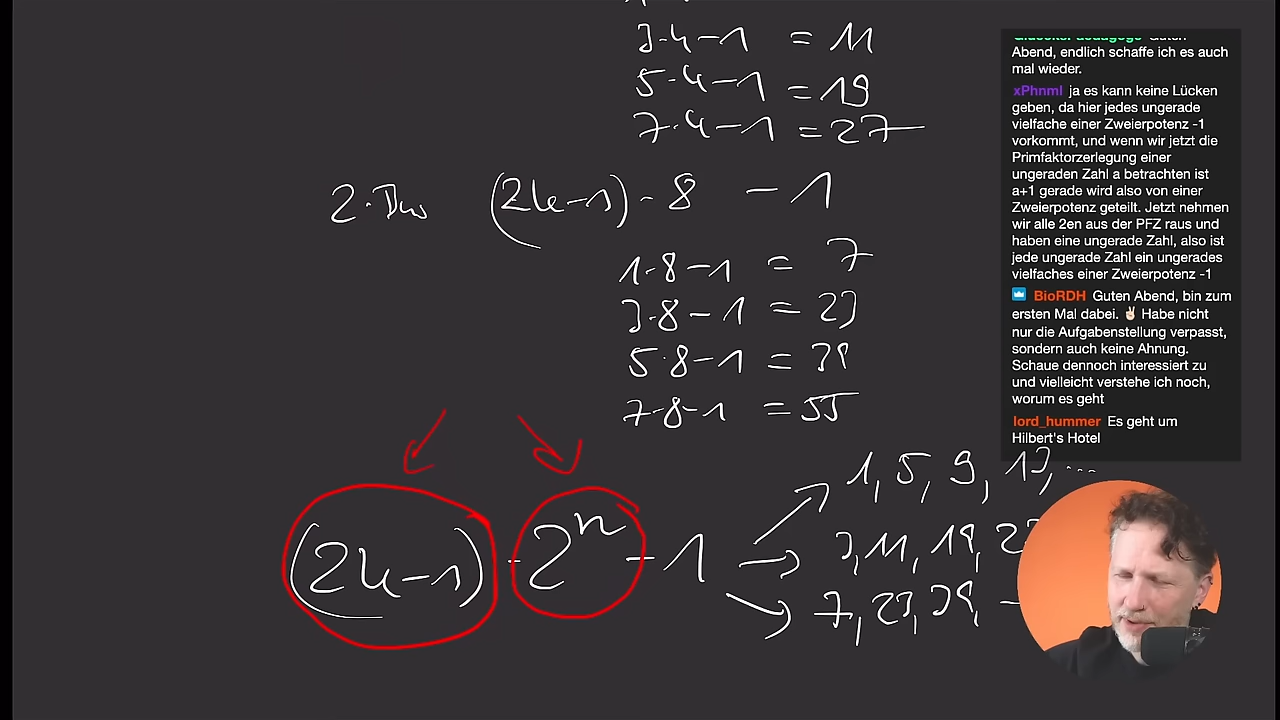 3·4-1 = 11
5·4-1 = 19
7·4-1 = 27
2. Bus (2k-1)·8 -1
1·8-1 = 7
3·8-1 = 23
5·8-1 = 39
7·8-1 = 55
(2k-1)·2ⁿ-1
1, 5, 9, 13, ...
3, 11, 19, 2
7, 23, 39,
Guten
Abend, endlich schaffe ich es auch
mal wieder.
xPhnml ja es kann keine Lücken
geben, da hier jedes ungerade
vielfache einer Zweierpotenz -1
vorkommt, und wenn wir jetzt die
Primfaktorzerlegung einer
ungeraden Zahl a betrachten ist
a+1 gerade wird also von einer
Zweierpotenz geteilt. Jetzt nehmen
wir alle 2en aus der PFZ raus und
haben eine ungerade Zahl, also ist
jede ungerade Zahl ein ungerades
vielfaches einer Zweierpotenz -1
BioRDH Guten Abend, bin zum
ersten Mal dabei. ✌🏻 Habe nicht
nur die Aufgabenstellung verpasst,
sondern auch keine Ahnung.
Schaue dennoch interessiert zu
und vielleicht verstehe ich noch,
worum es geht
lord_hummer Es geht um
Hilbert's Hotel